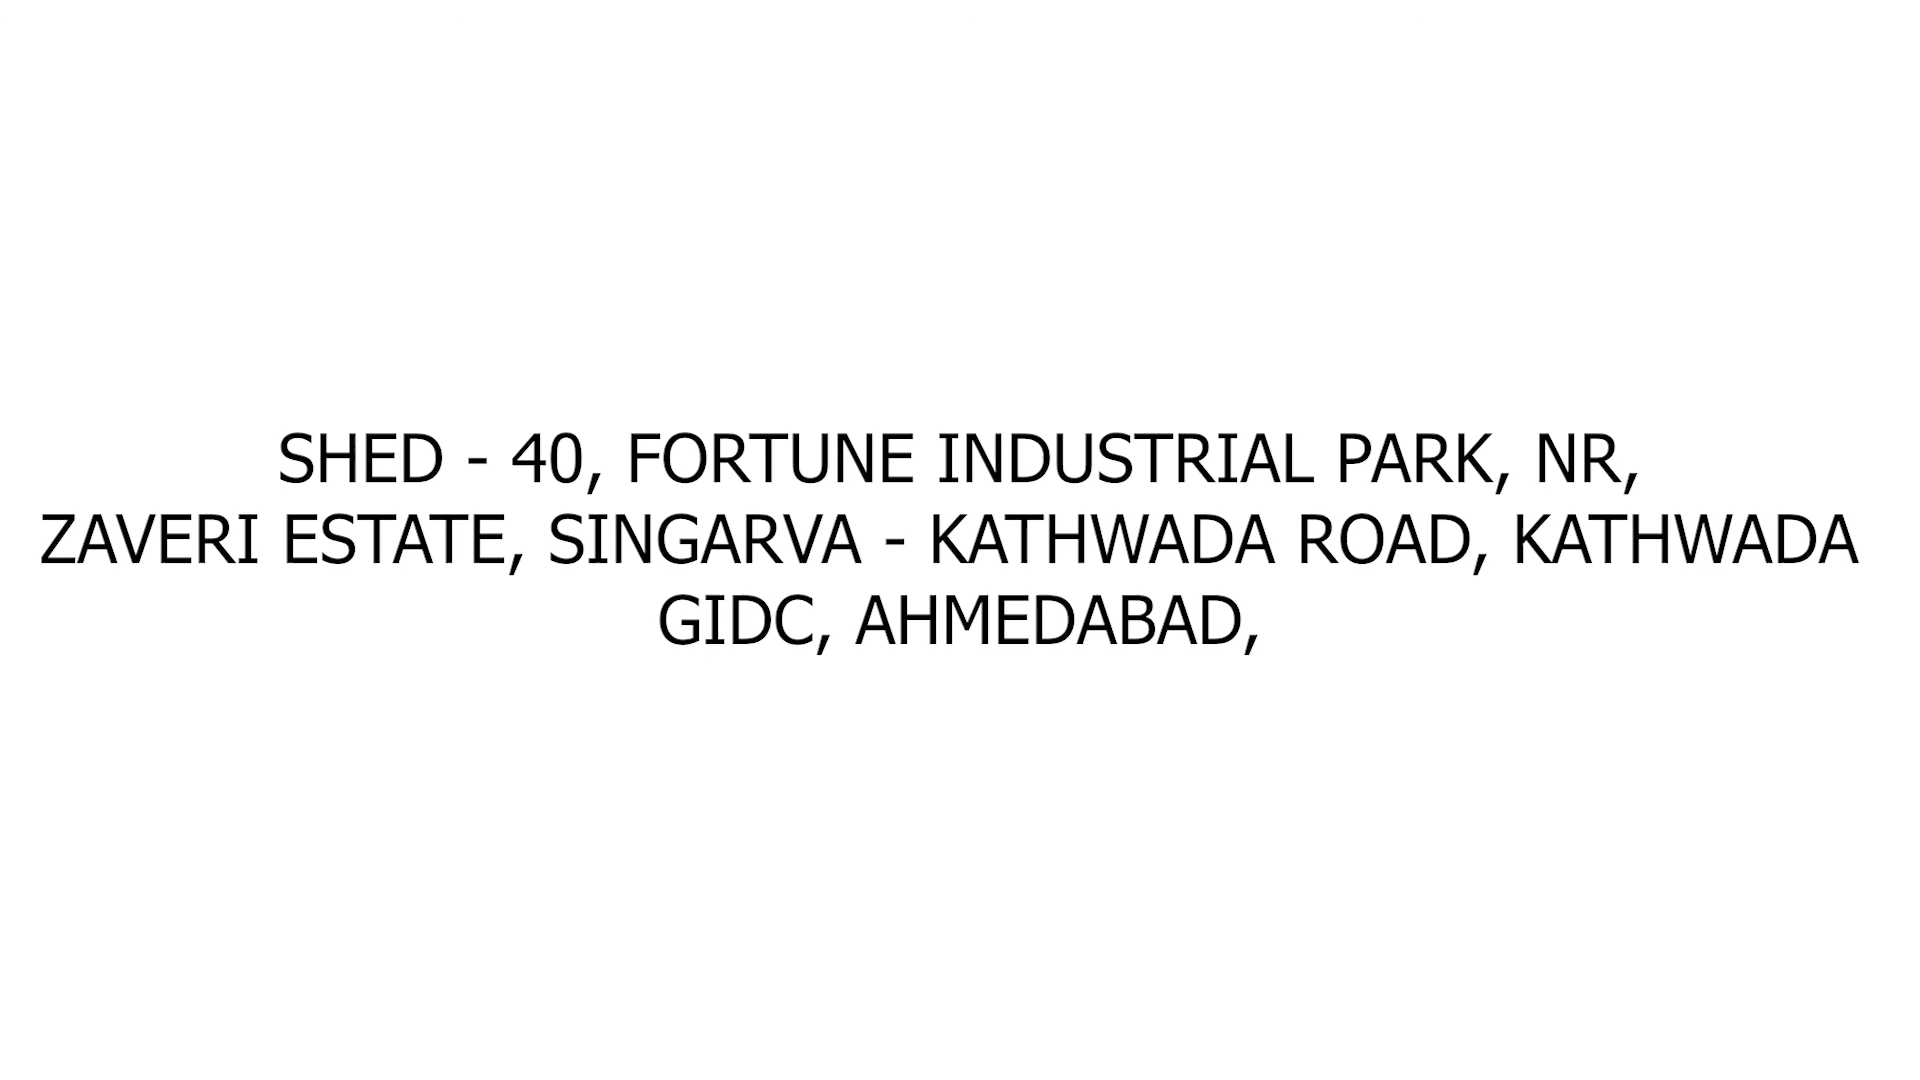 SHED - 40, FORTUNE INDUSTRIAL PARK, NR,
ZAVERI ESTATE, SINGARVA - KATHWADA ROAD, KATHWADA
GIDC, AHMEDABAD,